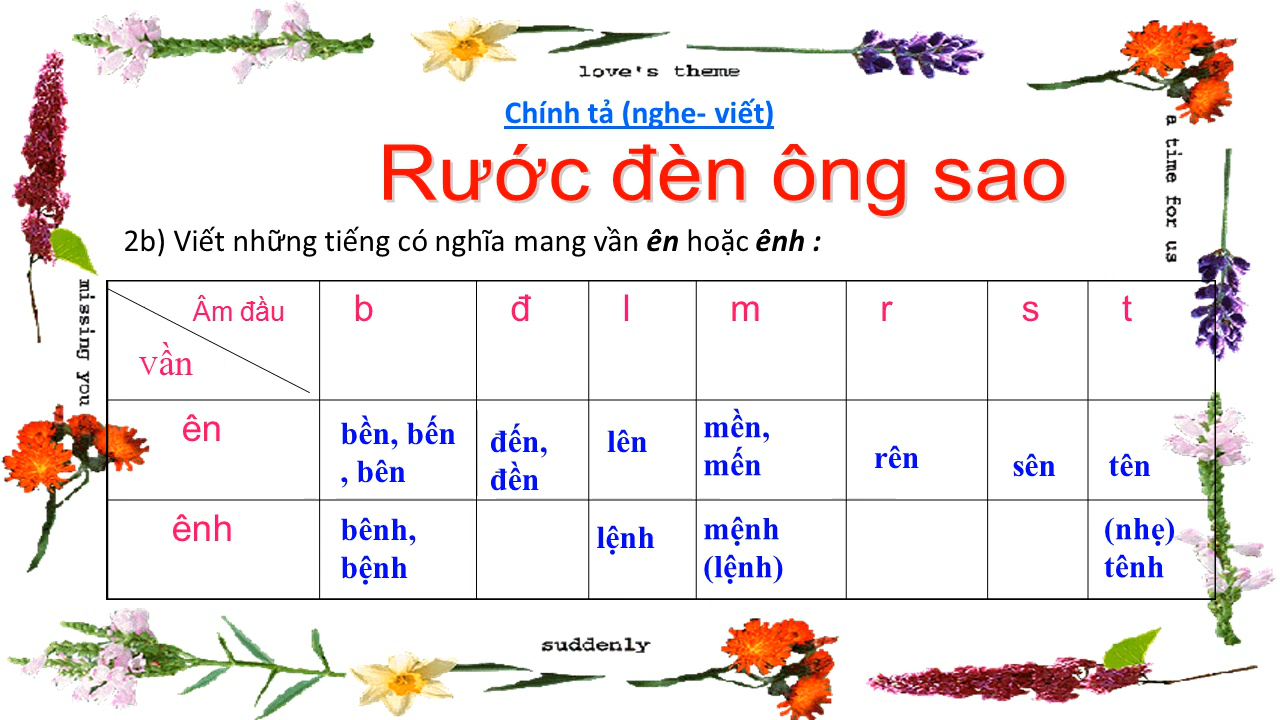 love's theme
Chính tả (nghe- viết)
Rước đèn ông sao
a time for us
2b) Viết những tiếng có nghĩa mang vần ên hoặc ênh :
missing you
Âm đầu b đ l m r s t
Vần
ên
bền, bến
, bên
đến,
đền
lên
mền,
mến
rên
sên
tên
ênh
bênh,
bệnh
lệnh
mệnh
(lệnh)
(nhẹ)
tênh
suddenly